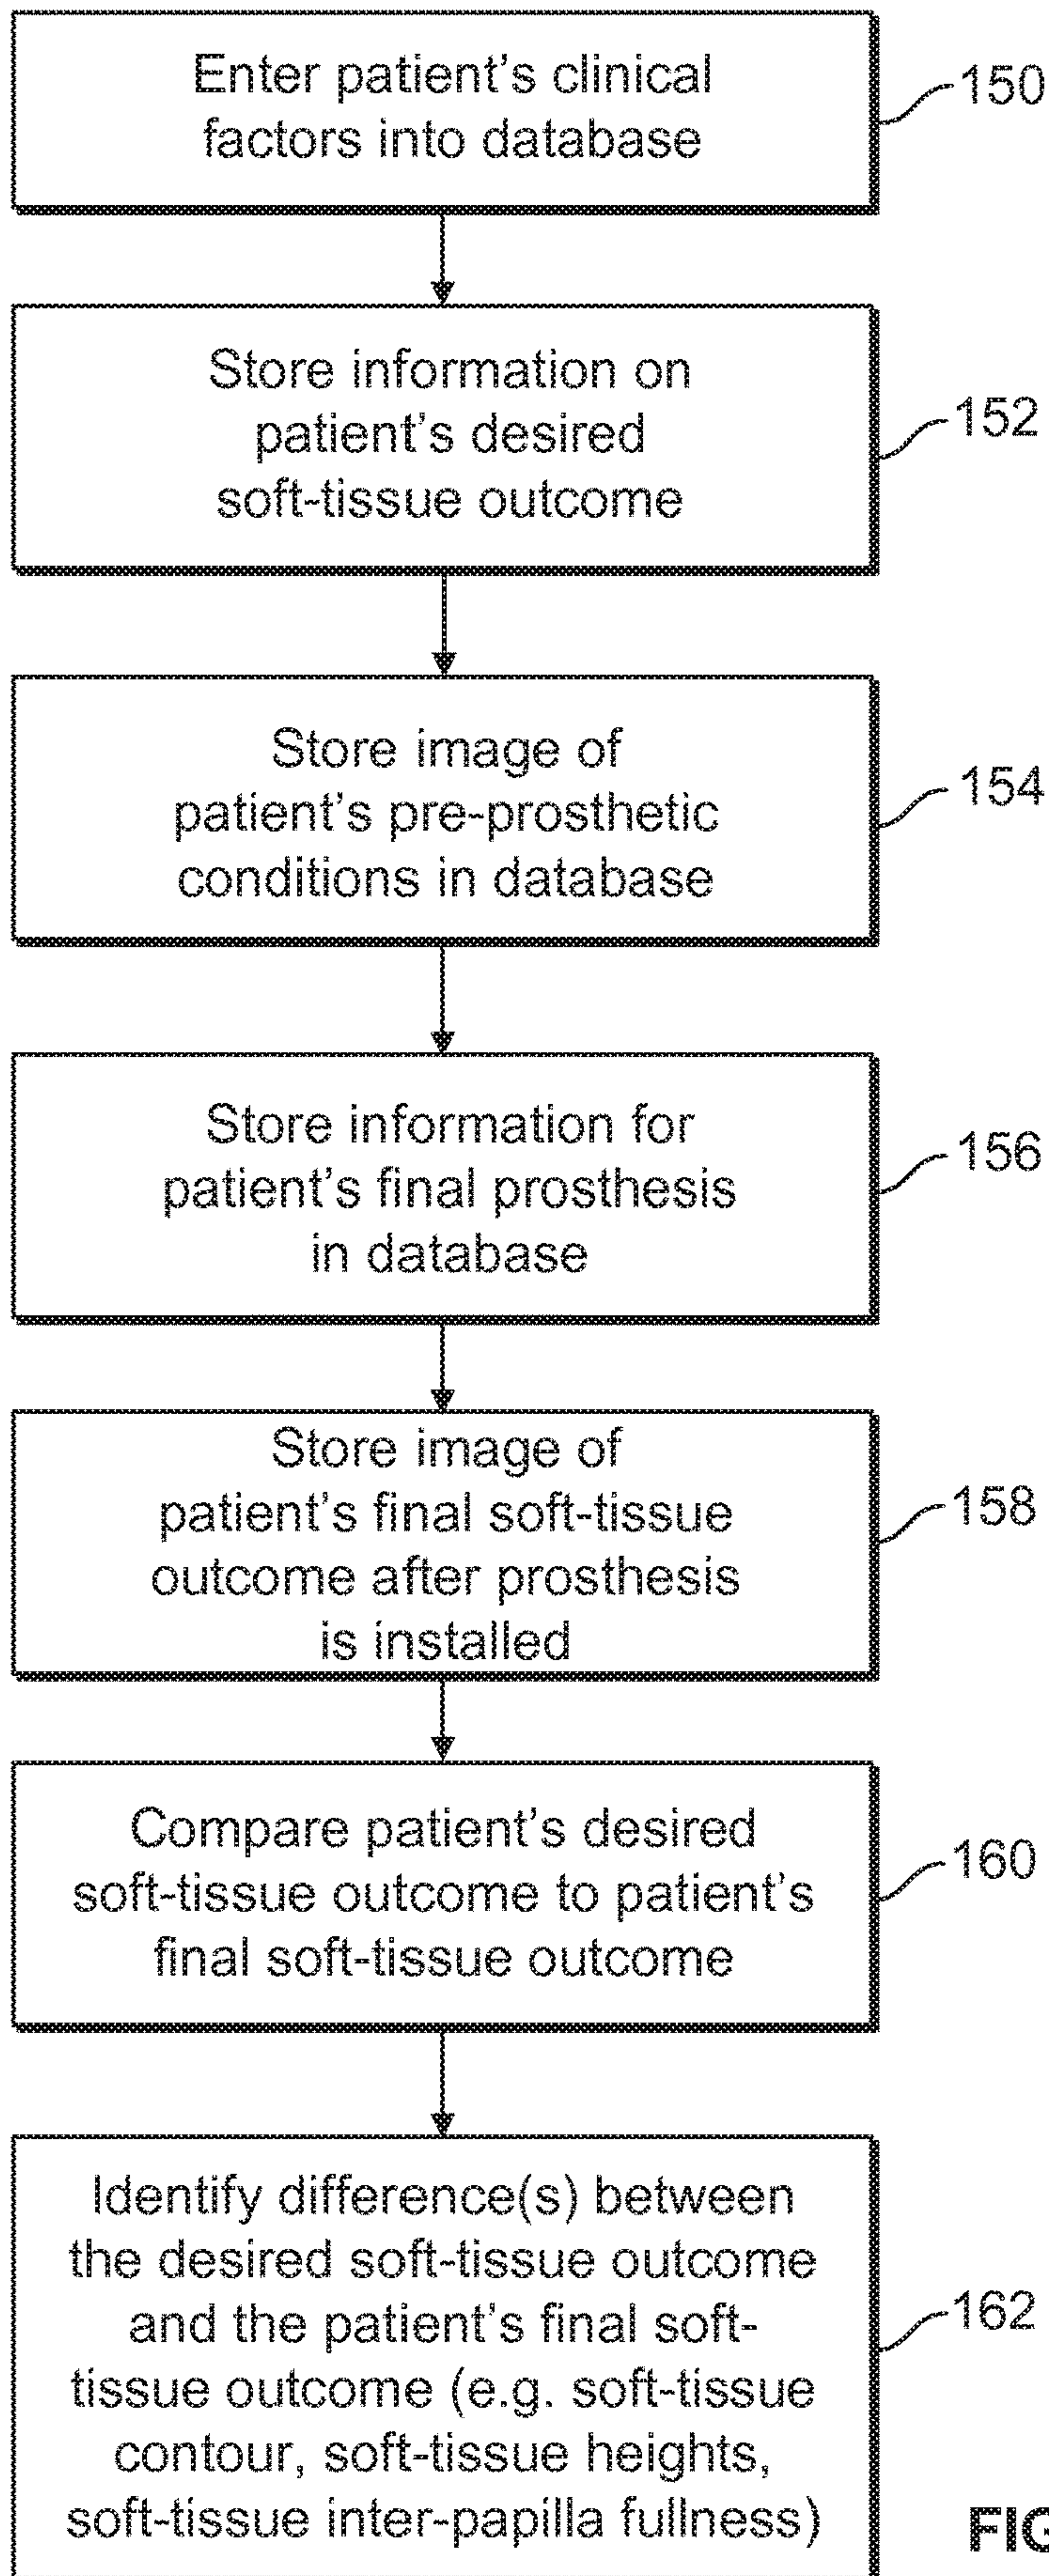 Enter patient's clinical
factors into database
150
Store information on
patient's desired
soft-tissue outcome
152
Store image of
patient's pre-prosthetic
conditions in database
154
Store information for
patient's final prosthesis
in database
156
Store image of
patient's final soft-tissue
outcome after prosthesis
is installed
158
Compare patient's desired
soft-tissue outcome to patient's
final soft-tissue outcome
160
Identify difference(s) between
the desired soft-tissue outcome
and the patient's final soft-
tissue outcome (e.g. soft-tissue
contour, soft-tissue heights,
soft-tissue inter-papilla fullness)
162
FIG